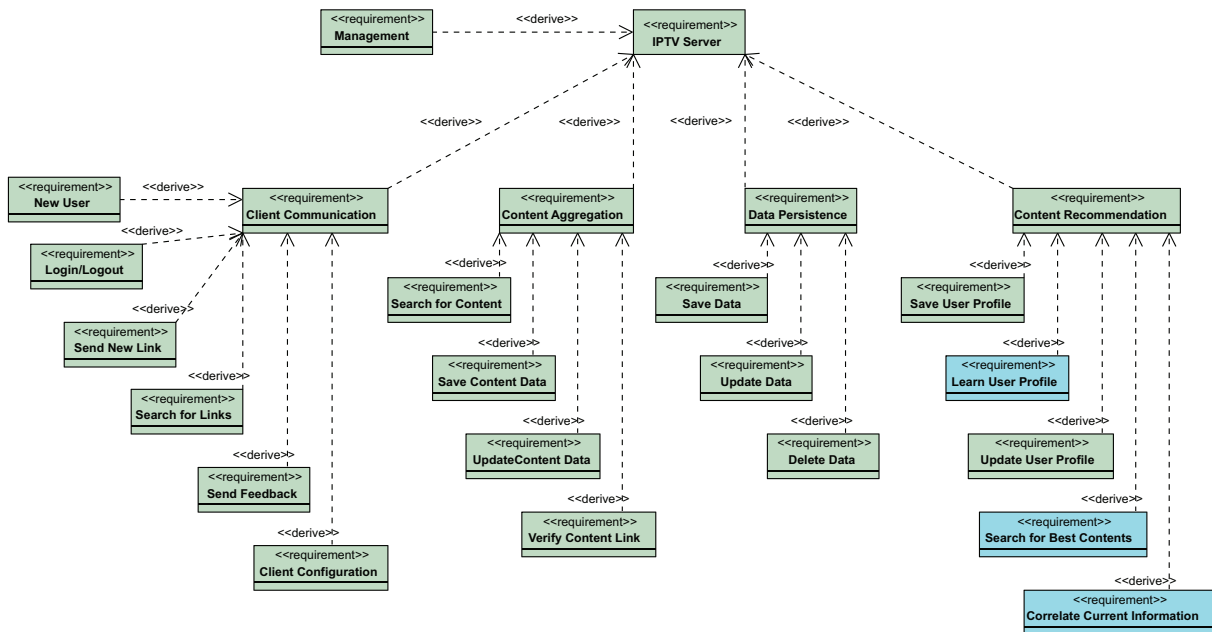 <<requirement>>
Management
<<derive>>
<<requirement>>
IPTV Server
<<derive>>
<<derive>>
<<derive>>
<<derive>>
<<requirement>>
New User
<<derive>>
<<requirement>>
Client Communication
<<requirement>>
Content Aggregation
<<requirement>>
Data Persistence
<<requirement>>
Content Recommendation
<<derive>>
<<requirement>>
Login/Logout
<<derive>>
<<requirement>>
Search for Content
<<derive>>
<<requirement>>
Save Data
<<derive>>
<<requirement>>
Save User Profile
<<derive>>
<<requirement>>
Send New Link
<<derive>>
<<requirement>>
Save Content Data
<<derive>>
<<requirement>>
Update Data
<<derive>>
<<requirement>>
Learn User Profile
<<derive>>
<<requirement>>
Search for Links
<<derive>>
<<requirement>>
UpdateContent Data
<<derive>>
<<requirement>>
Delete Data
<<derive>>
<<requirement>>
Update User Profile
<<derive>>
<<requirement>>
Send Feedback
<<derive>>
<<requirement>>
Verify Content Link
<<derive>>
<<requirement>>
Search for Best Contents
<<derive>>
<<requirement>>
Client Configuration
<<derive>>
<<requirement>>
Correlate Current Information